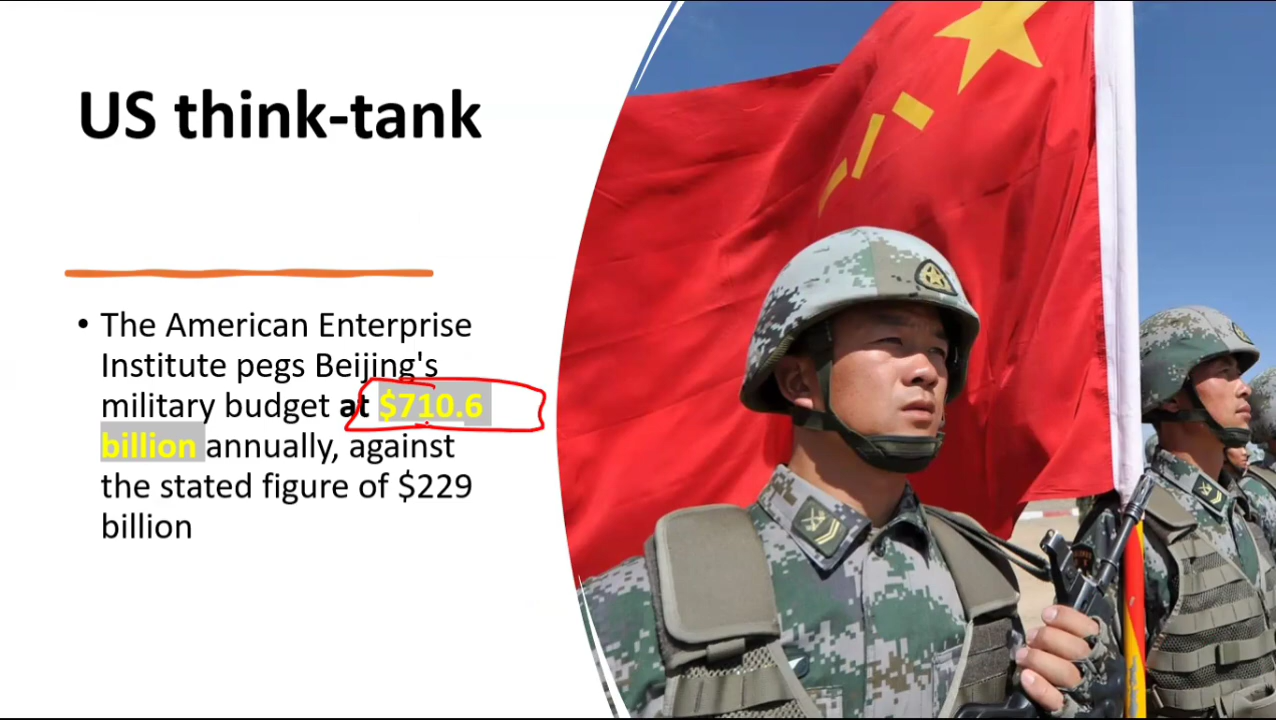 US think-tank
• The American Enterprise
Institute pegs Beijing's
military budget at $710.6
billion annually, against
the stated figure of $229
billion